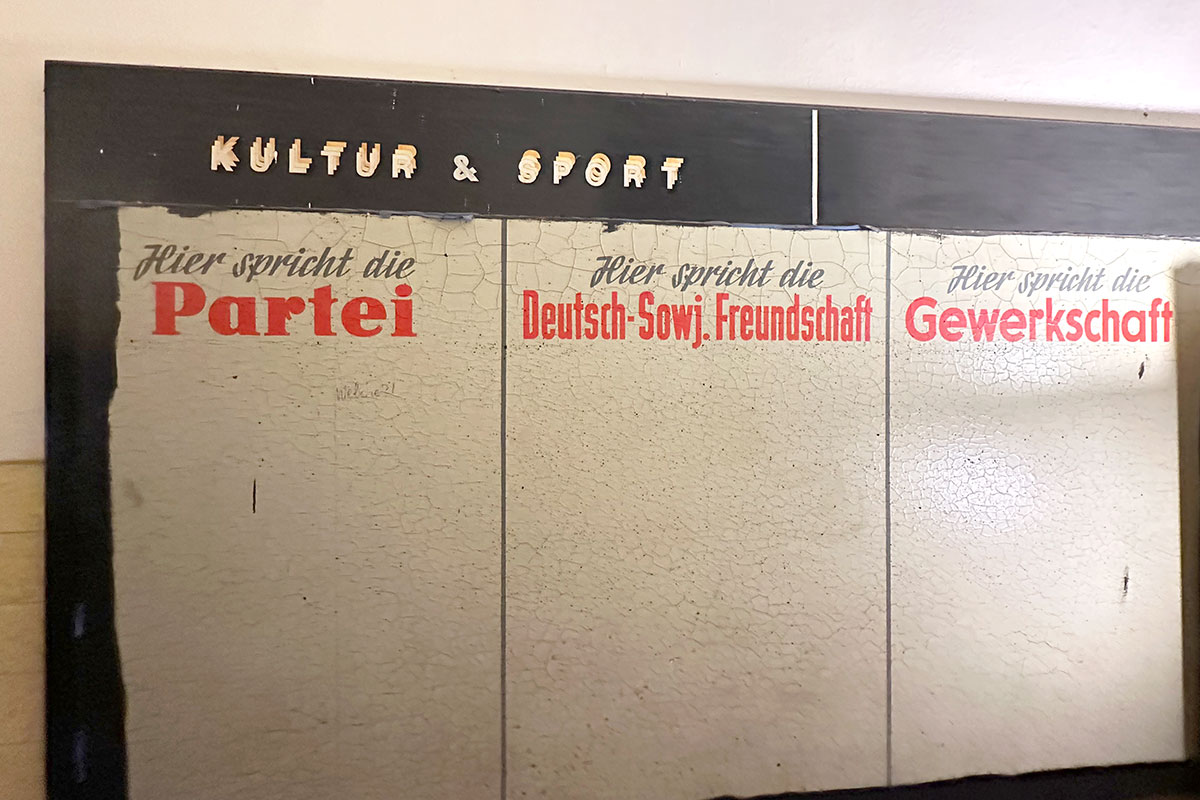 KULTUR & SPORT
Hier spricht die
Partei
Hier spricht die
Deutsch-Sowj. Freundschaft
Hier spricht die
Gewerkschaft